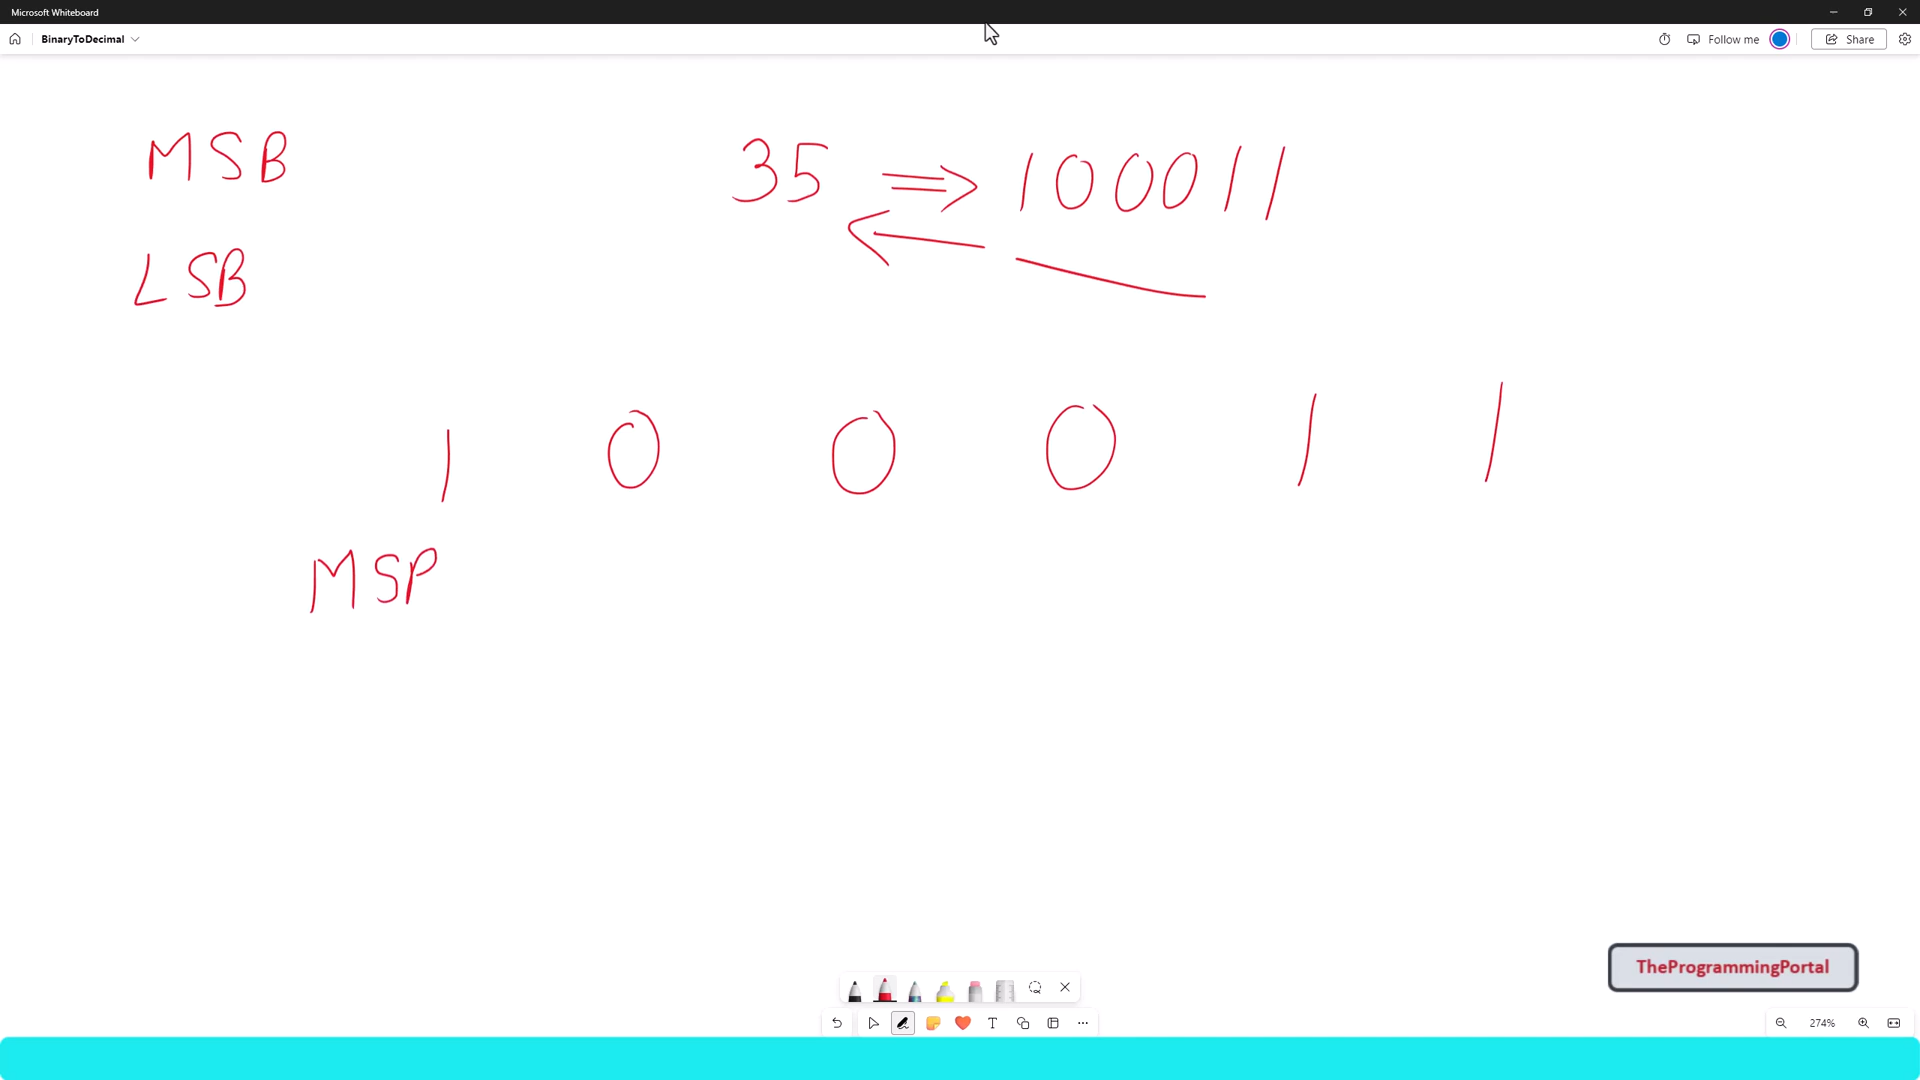 Microsoft Whiteboard
BinaryToDecimal
Follow me
Share
MSB
35 ⇒ 100011
LSB
1 0 0 0 1 1
MSP
TheProgrammingPortal
T
274%